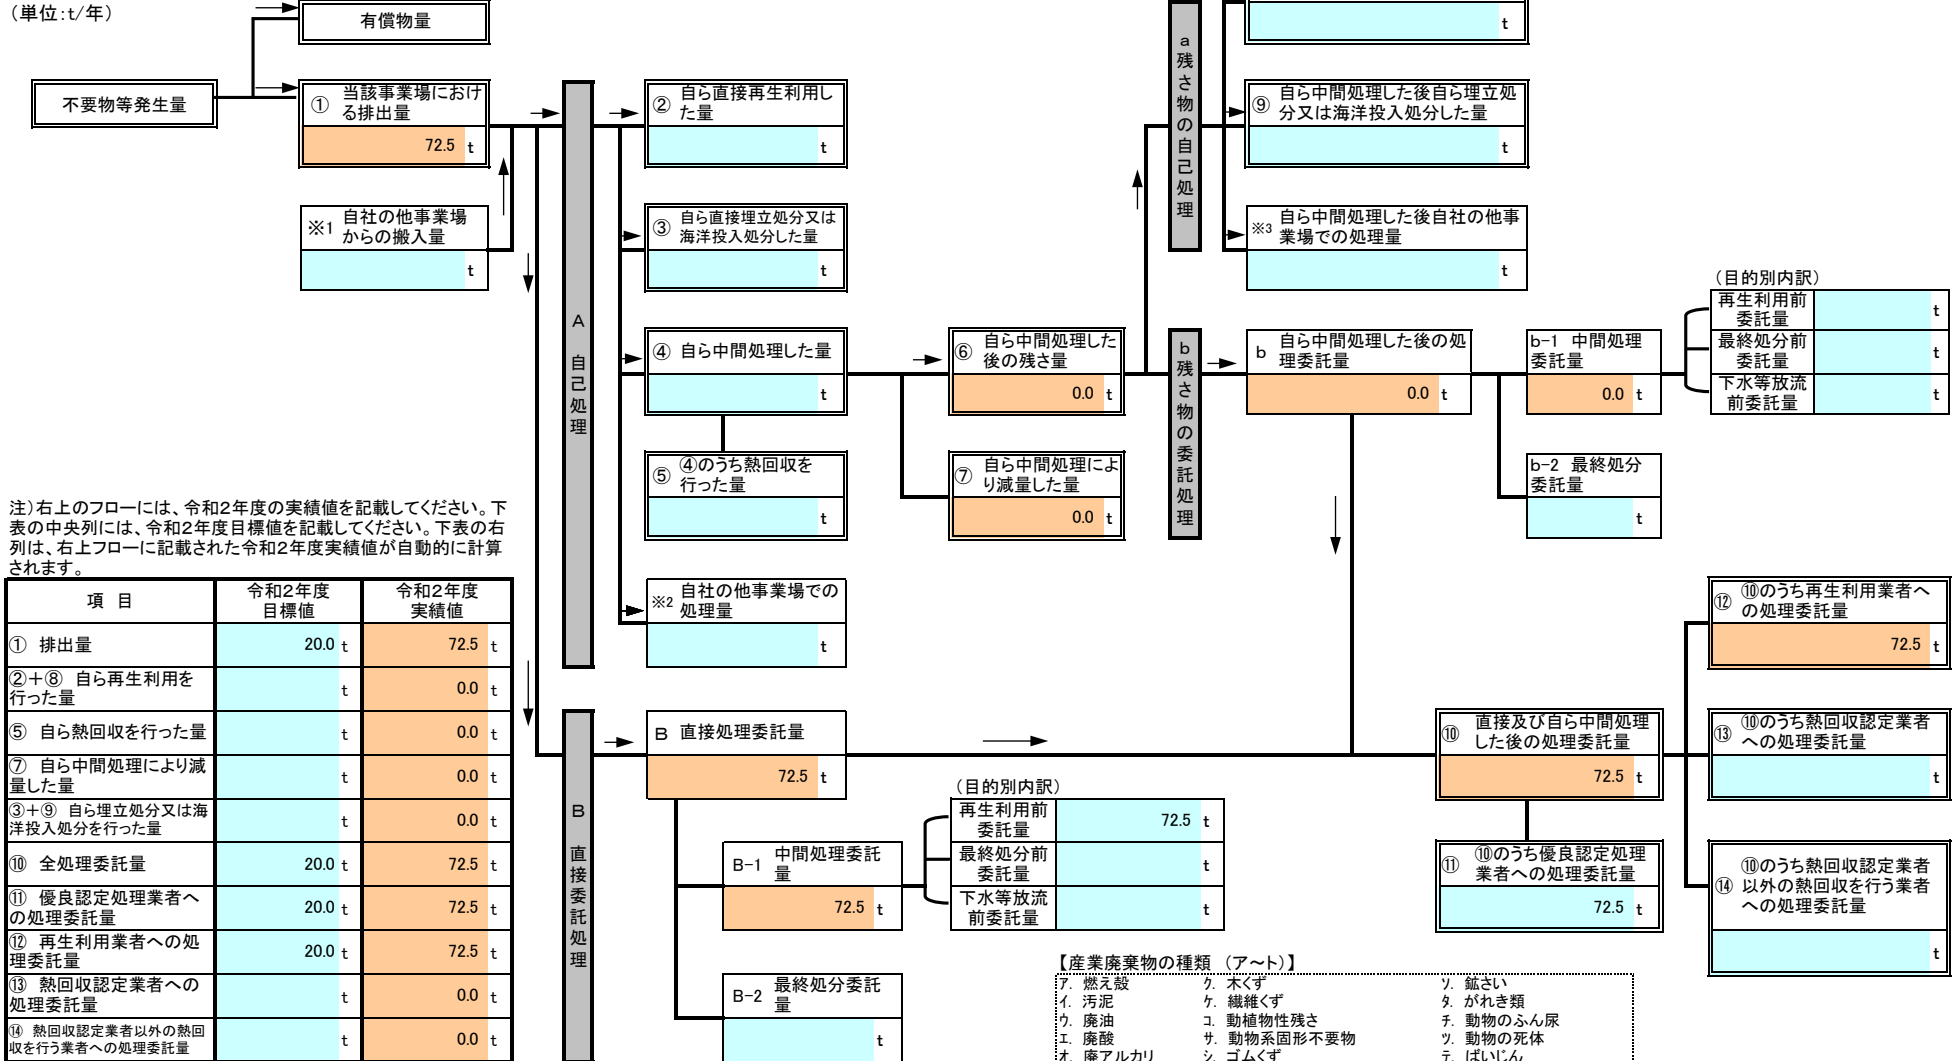 (単位:t/年)
有償物量
不要物等発生量
① 当該事業場におけ
る排出量
72.5 t
※1 自社の他事業場
からの搬入量
t
A 自己処理
② 自ら直接再生利用し
た量
t
③ 自ら直接埋立処分又は
海洋投入処分した量
t
④ 自ら中間処理した量
t
⑤ ④のうち熱回収を
行った量
t
※2 自社の他事業場での
処理量
t
⑥ 自ら中間処理した
後の残さ量
0.0 t
⑦ 自ら中間処理によ
り減量した量
0.0 t
a残さ物の自己処理
t
⑨ 自ら中間処理した後自ら埋立処
分又は海洋投入処分した量
t
※3 自ら中間処理した後自社の他事
業場での処理量
t
b残さ物の委託処理
b 自ら中間処理した後の処
理委託量
0.0 t
b-1 中間処理
委託量
0.0 t
b-2 最終処分
委託量
t
(目的別内訳)
再生利用前
委託量 t
最終処分前
委託量 t
下水等放流
前委託量 t
注)右上のフローには、令和2年度の実績値を記載してください。下
表の中央列には、令和2年度目標値を記載してください。下表の右
列は、右上フローに記載された令和2年度実績値が自動的に計算
されます。
項 目 令和2年度
目標値 令和2年度
実績値
① 排出量 20.0 t 72.5 t
②+⑧ 自ら再生利用を
行った量 t 0.0 t
⑤ 自ら熱回収を行った量 t 0.0 t
⑦ 自ら中間処理により減
量した量 t 0.0 t
③+⑨ 自ら埋立処分又は海
洋投入処分を行った量 t 0.0 t
⑩ 全処理委託量 20.0 t 72.5 t
⑪ 優良認定処理業者へ
の処理委託量 20.0 t 72.5 t
⑫ 再生利用業者への処
理委託量 20.0 t 72.5 t
⑬ 熱回収認定業者への
処理委託量 t 0.0 t
⑭ 熱回収認定業者以外の熱回
収を行う業者への処理委託量 t 0.0 t
B 直接委託処理
B 直接処理委託量
72.5 t
B-1 中間処理委託
量
72.5 t
B-2 最終処分委託
量
t
(目的別内訳)
再生利用前
委託量 72.5 t
最終処分前
委託量 t
下水等放流
前委託量 t
⑩ 直接及び自ら中間処理
した後の処理委託量
72.5 t
⑪ ⑩のうち優良認定処理
業者への処理委託量
72.5 t
⑫ ⑩のうち再生利用業者へ
の処理委託量
72.5 t
⑬ ⑩のうち熱回収認定業者
への処理委託量
t
⑭ ⑩のうち熱回収認定業者
以外の熱回収を行う業者
への処理委託量
t
【産業廃棄物の種類 (ア~ト)】
ア. 燃え殻 ク. 木くず ソ. 鉱さい
イ. 汚泥 ケ. 繊維くず タ. がれき類
ウ. 廃油 コ. 動植物性残さ チ. 動物のふん尿
エ. 廃酸 サ. 動物系固形不要物 ツ. 動物の死体
オ. 廃アルカリ シ. ゴムくず テ. ばいじん